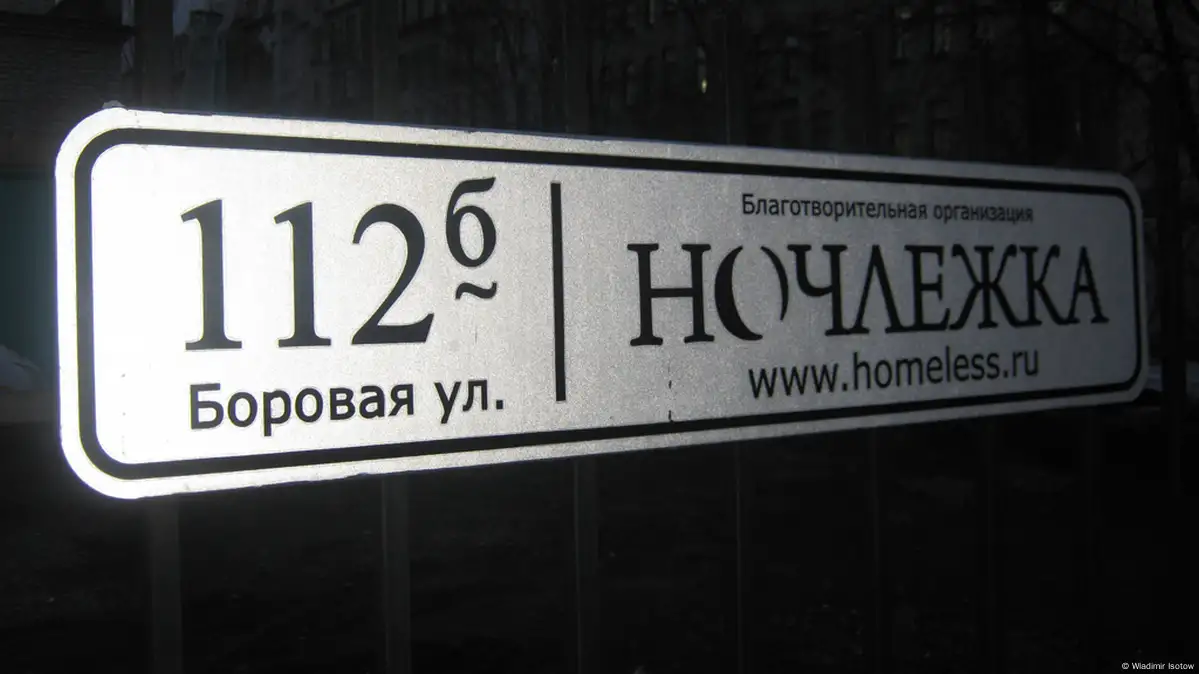 112б
Боровая ул.
Благотворительная организация
НОЧЛЕЖКА
www.homeless.ru
© Wladimir Isotow